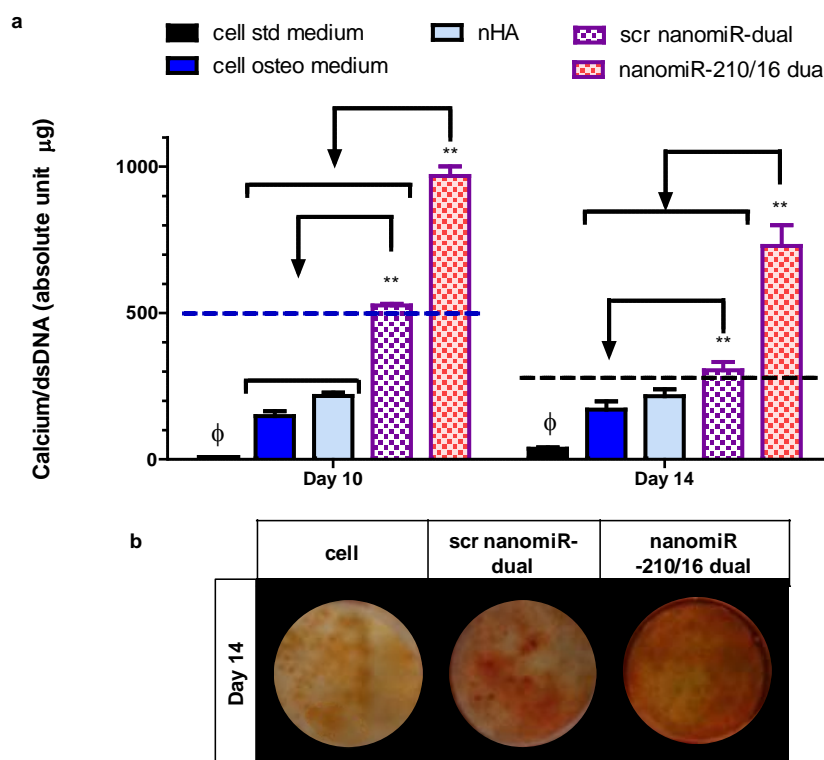 a
cell std medium
nHA
scr nanomiR-dual
cell osteo medium
nanomiR-210/16 dua
Calcium/dsDNA (absolute unit μg)
1000
500
0
**
**
ϕ
**
**
ϕ
Day 10
Day 14
b
cell
scr nanomiR-
dual
nanomiR
-210/16 dual
Day 14